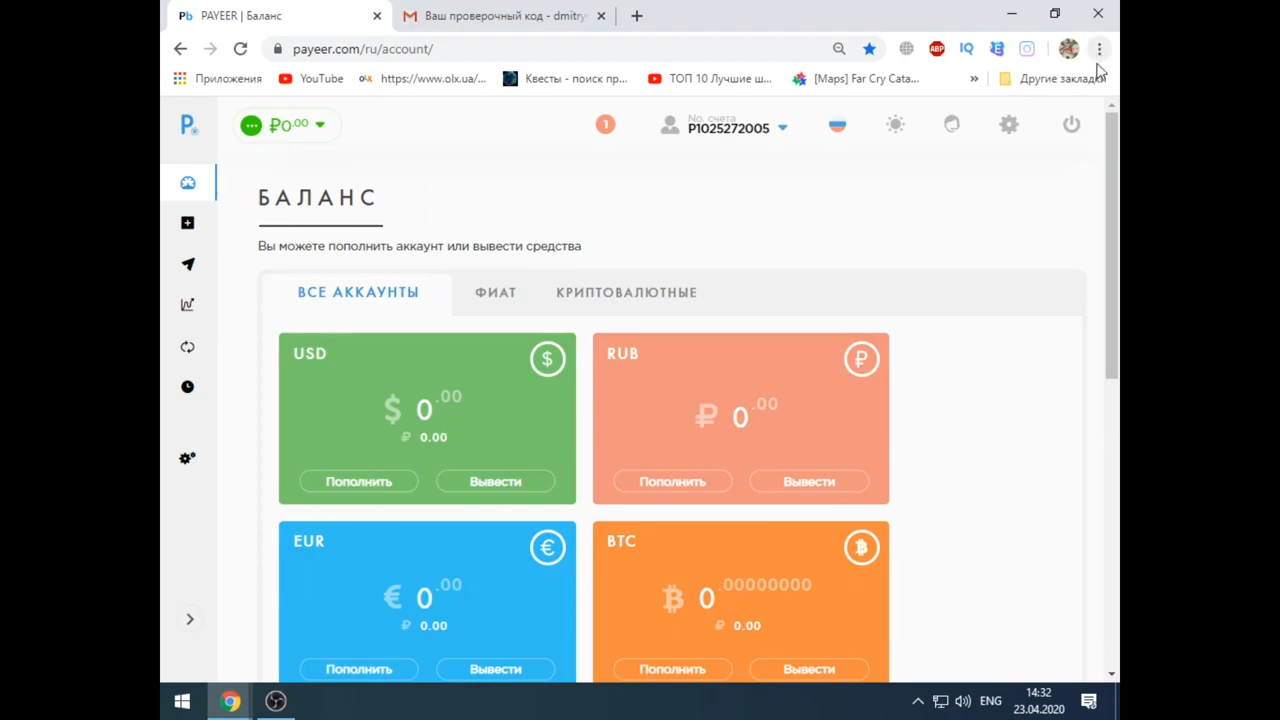 Pb PAYEER | Баланс
Ваш проверочный код - dmitry
payeer.com/ru/account/
ABP
IQ
Приложения
YouTube
https://www.olx.ua/...
Квесты - поиск пр...
ТОП 10 Лучшие ш...
[Maps] Far Cry Cata...
»
Другие закладки
P
₽0.00
1
No. счета
P1025272005
БАЛАНС
Вы можете пополнить аккаунт или вывести средства
ВСЕ АККАУНТЫ
ФИАТ
КРИПТОВАЛЮТНЫЕ
USD
$
$ 0.00
₽ 0.00
Пополнить
Вывести
RUB
₽
₽ 0.00
Пополнить
Вывести
EUR
€
€ 0.00
₽ 0.00
Пополнить
Вывести
BTC
₿
₿ 0.00000000
₽ 0.00
Пополнить
Вывести
ENG
14:32
23.04.2020